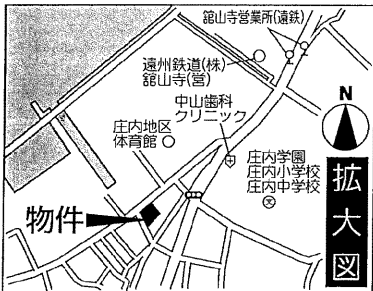 舘山寺営業所(遠鉄)
遠州鉄道(株)
舘山寺(営)
中山歯科
クリニック
N
庄内地区
体育館
庄内学園
庄内小学校
庄内中学校
拡大図
物件
文